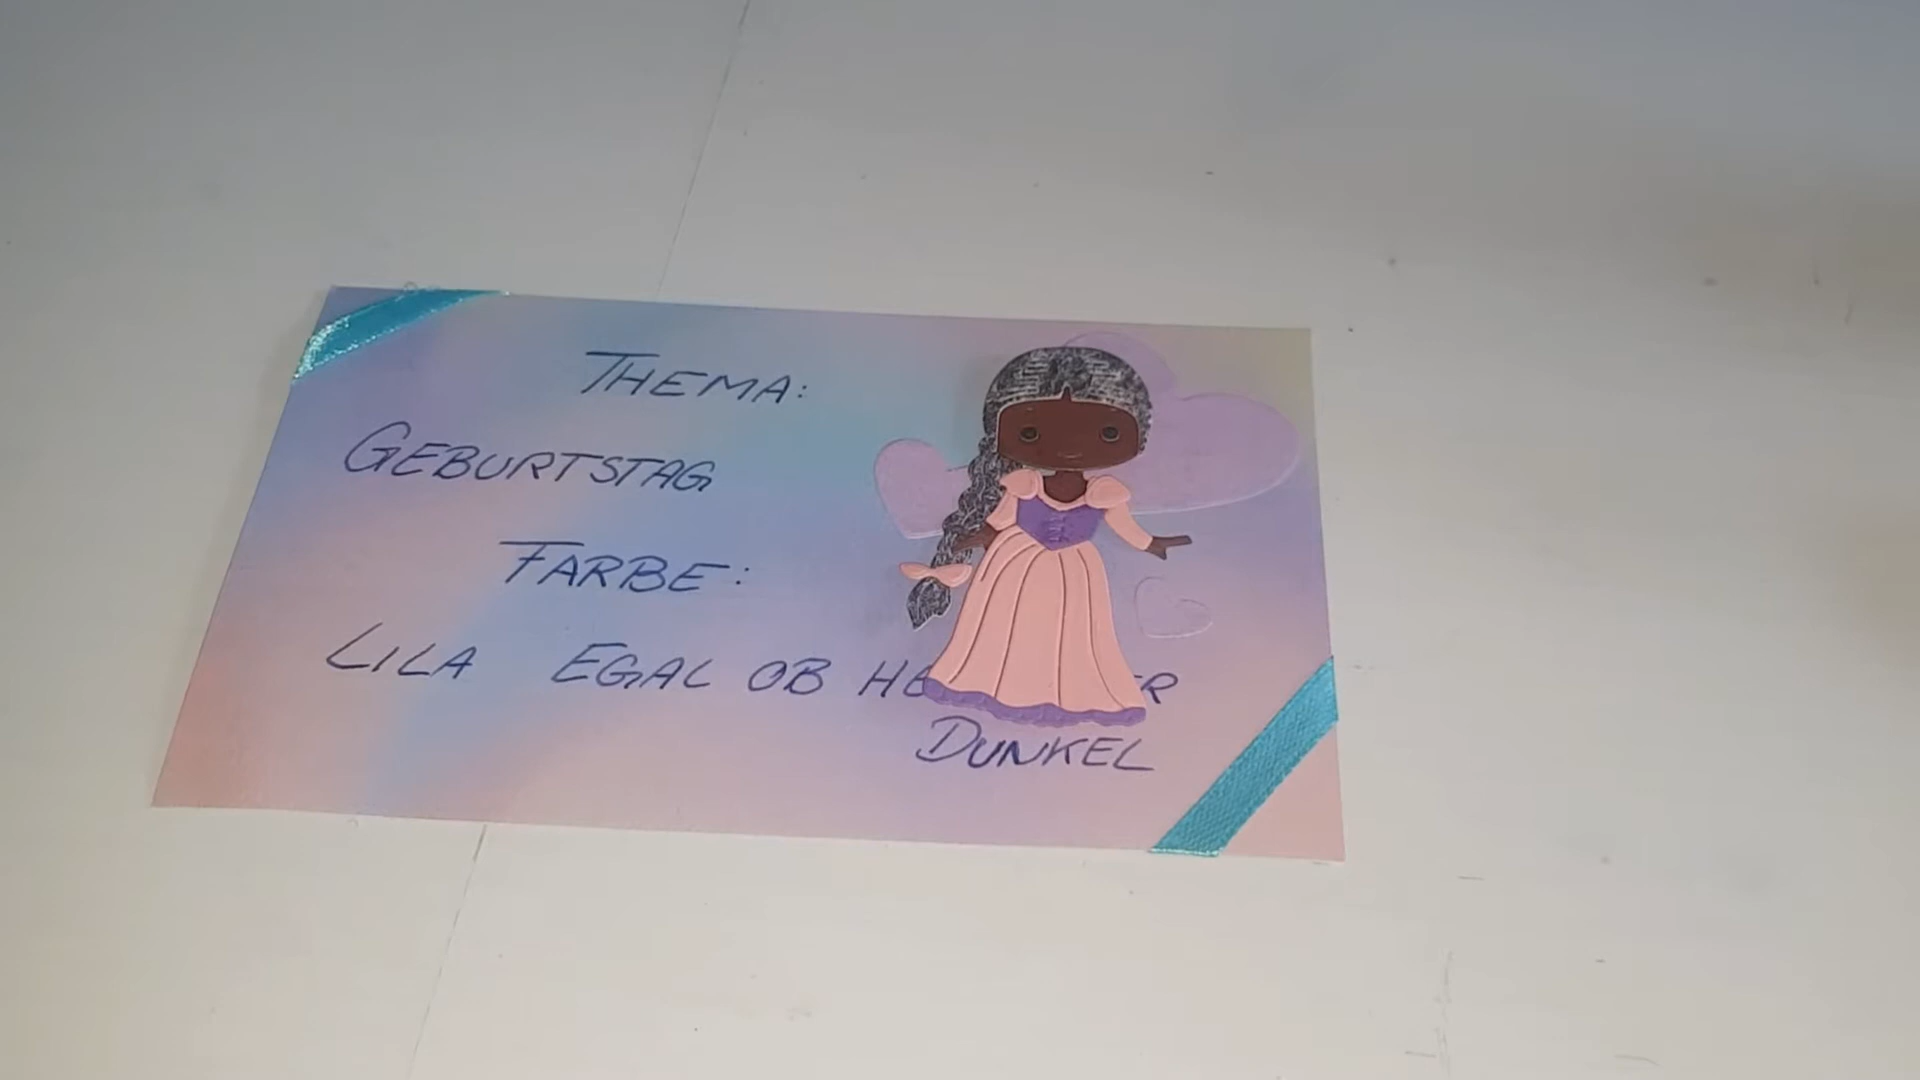 THEMA:
GEBURTSTAG
FARBE:
LILA EGAL OB
DUNKEL